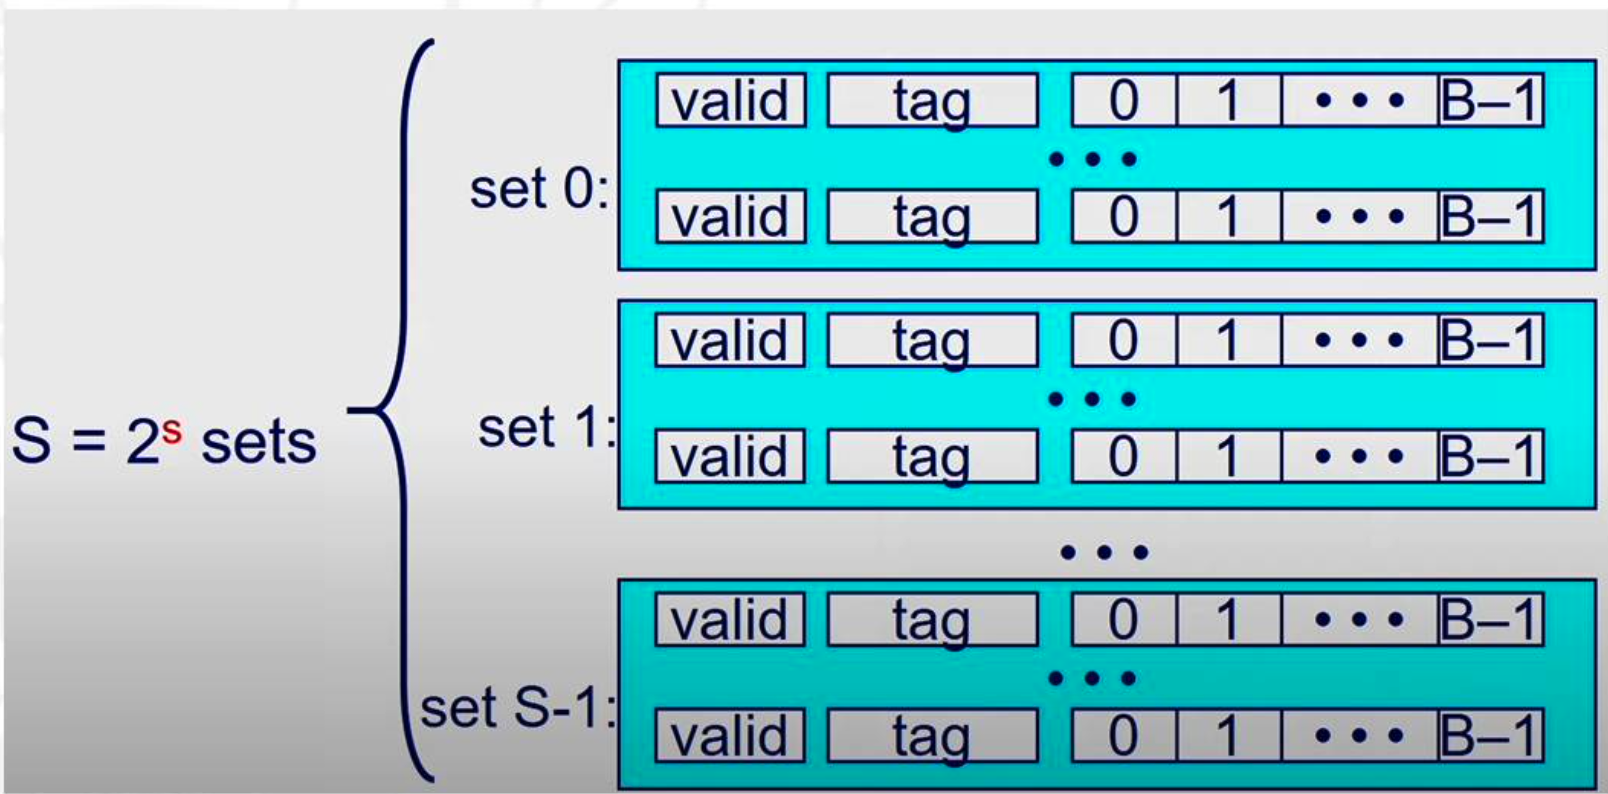 valid tag 0 1 • • • B–1
• • •
set 0:
valid tag 0 1 • • • B–1
valid tag 0 1 • • • B–1
• • •
S = 2ˢ sets
set 1:
valid tag 0 1 • • • B–1
• • •
valid tag 0 1 • • • B–1
• • •
set S-1:
valid tag 0 1 • • • B–1